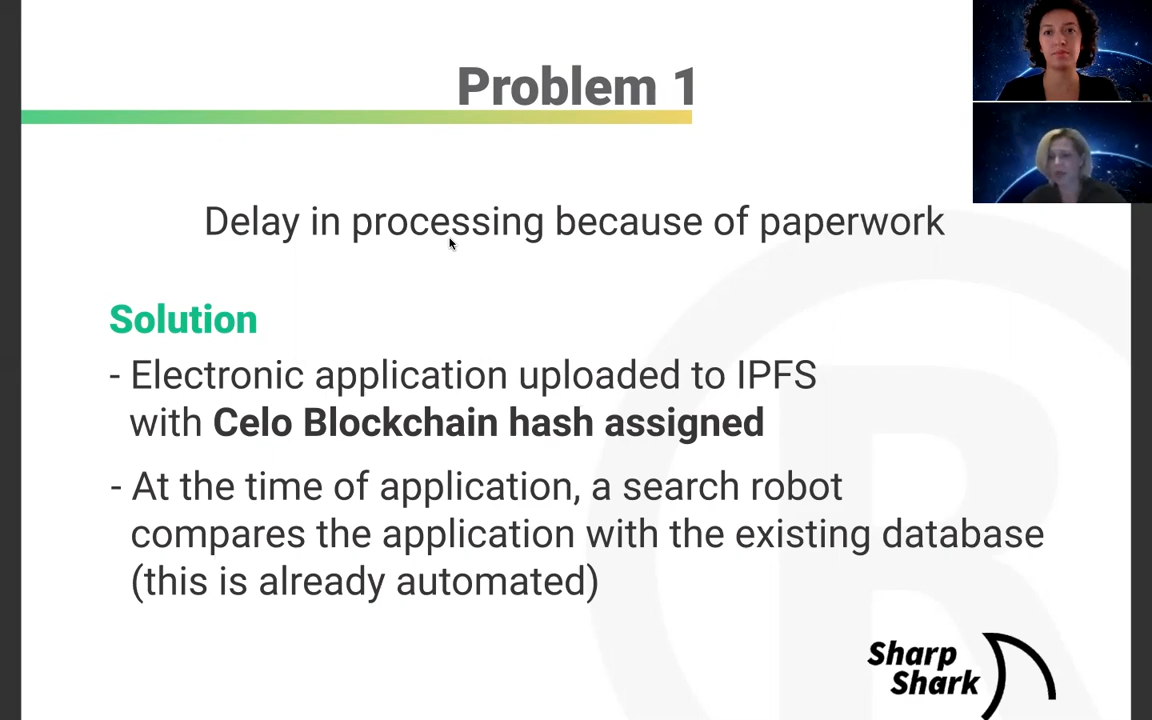 Problem 1
Delay in processing because of paperwork
Solution
- Electronic application uploaded to IPFS
with Celo Blockchain hash assigned
- At the time of application, a search robot
compares the application with the existing database
(this is already automated)
Sharp
Shark
R